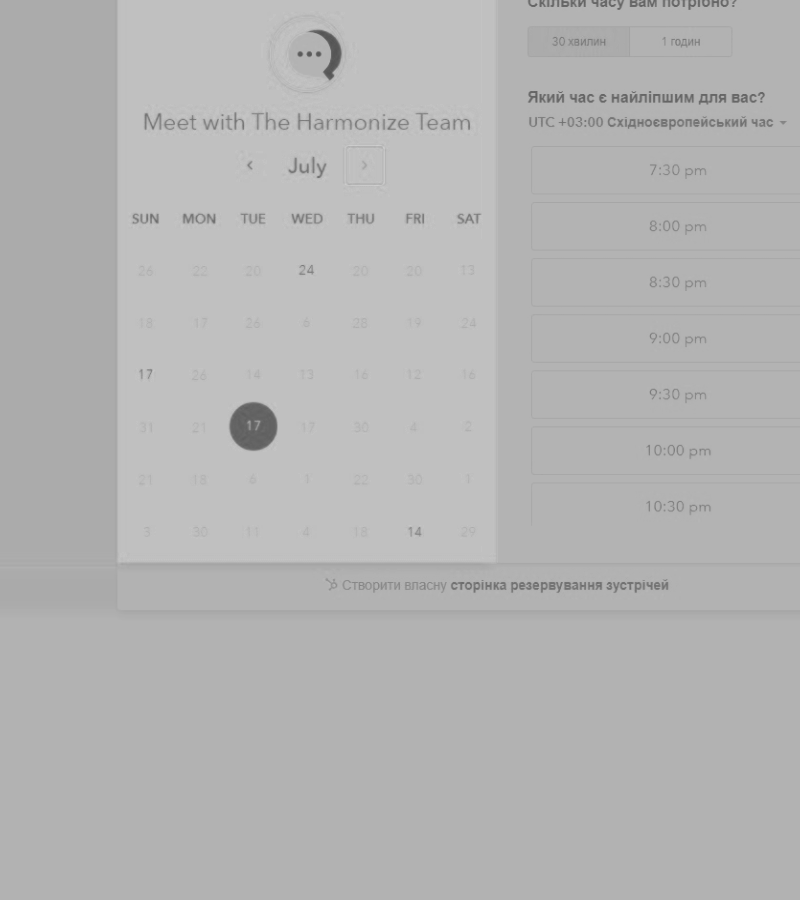 Meet with The Harmonize Team
July
SUN MON TUE WED THU FRI SAT
26 22 20 24 20 20 13
18 17 26 6 28 19 24
17 26 14 13 16 12 16
31 21 17 17 30 4 2
21 18 6 1 22 30 1
3 30 11 4 18 14 29
Скільки часу вам потрібно?
30 хвилин 1 годин
Який час є найліпшим для вас?
UTC +03:00 Східноєвропейський час
7:30 pm
8:00 pm
8:30 pm
9:00 pm
9:30 pm
10:00 pm
10:30 pm
Створити власну сторінка резервування зустрічей